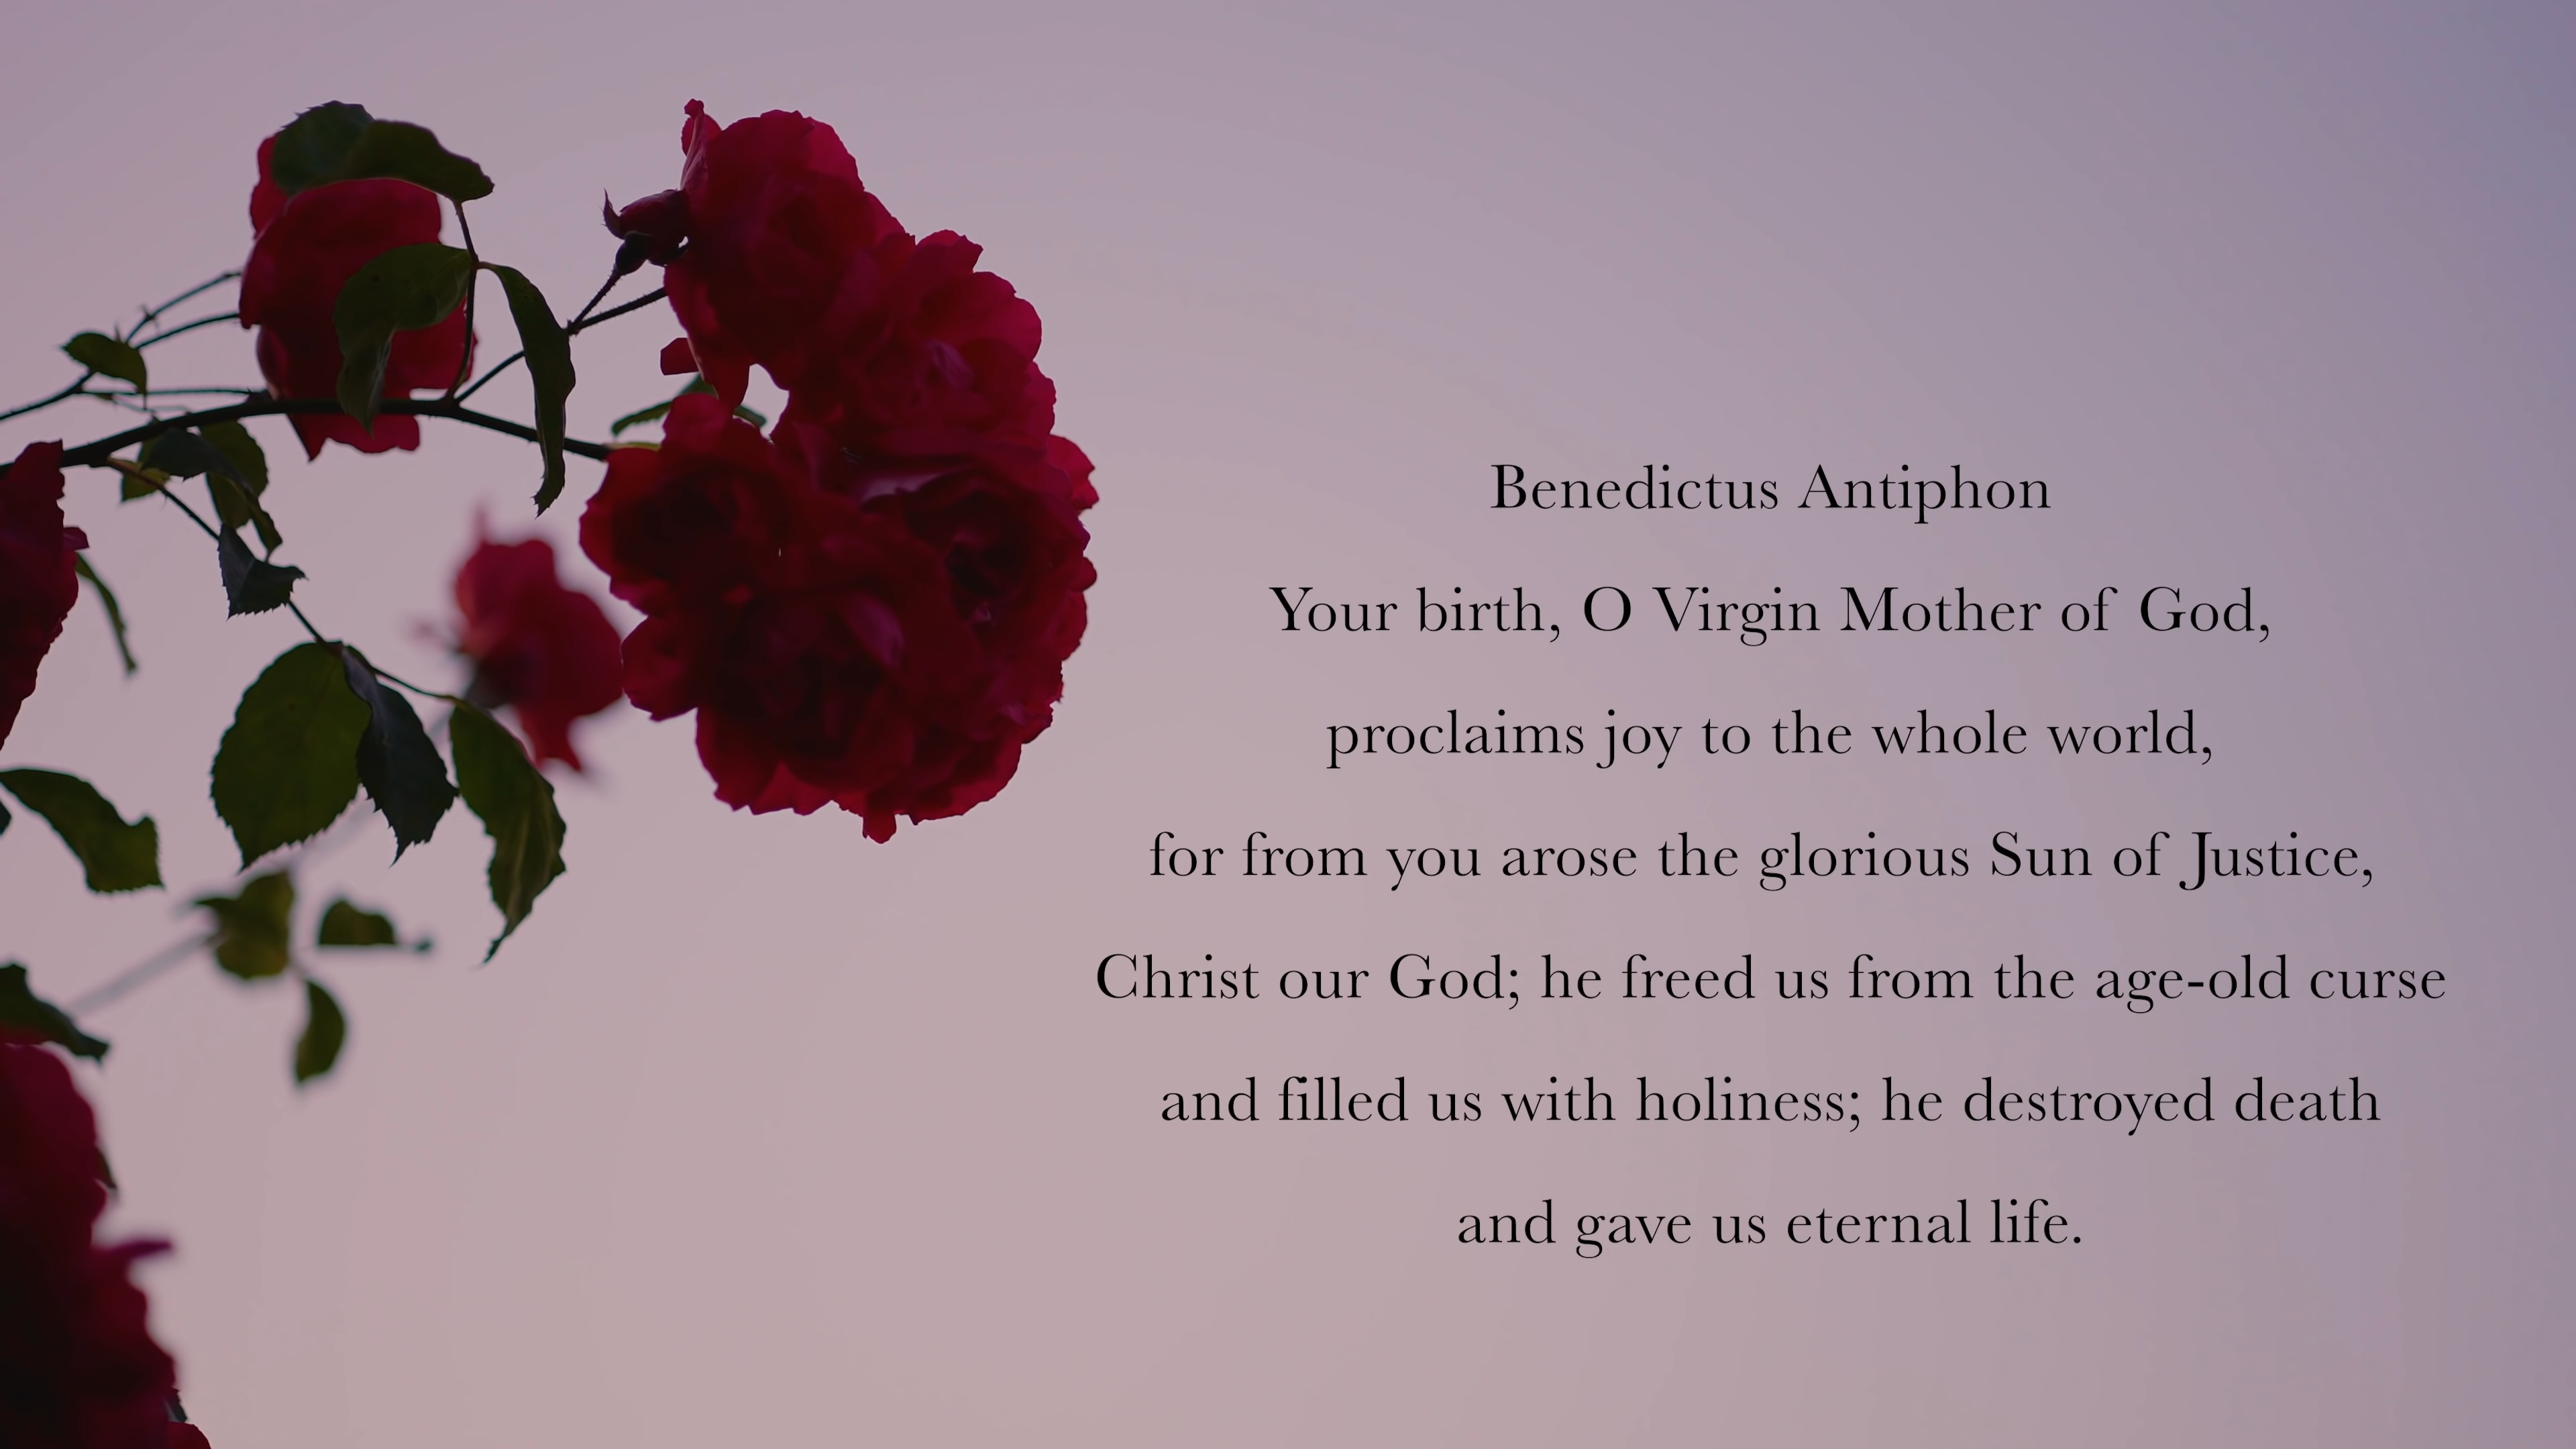 Benedictus Antiphon
Your birth, O Virgin Mother of God,
proclaims joy to the whole world,
for from you arose the glorious Sun of Justice,
Christ our God; he freed us from the age-old curse
and filled us with holiness; he destroyed death
and gave us eternal life.